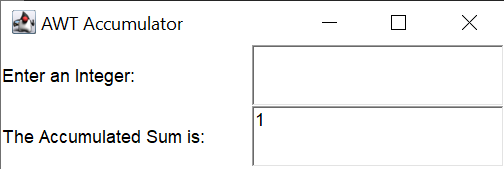 AWT Accumulator
Enter an Integer:
The Accumulated Sum is:
1